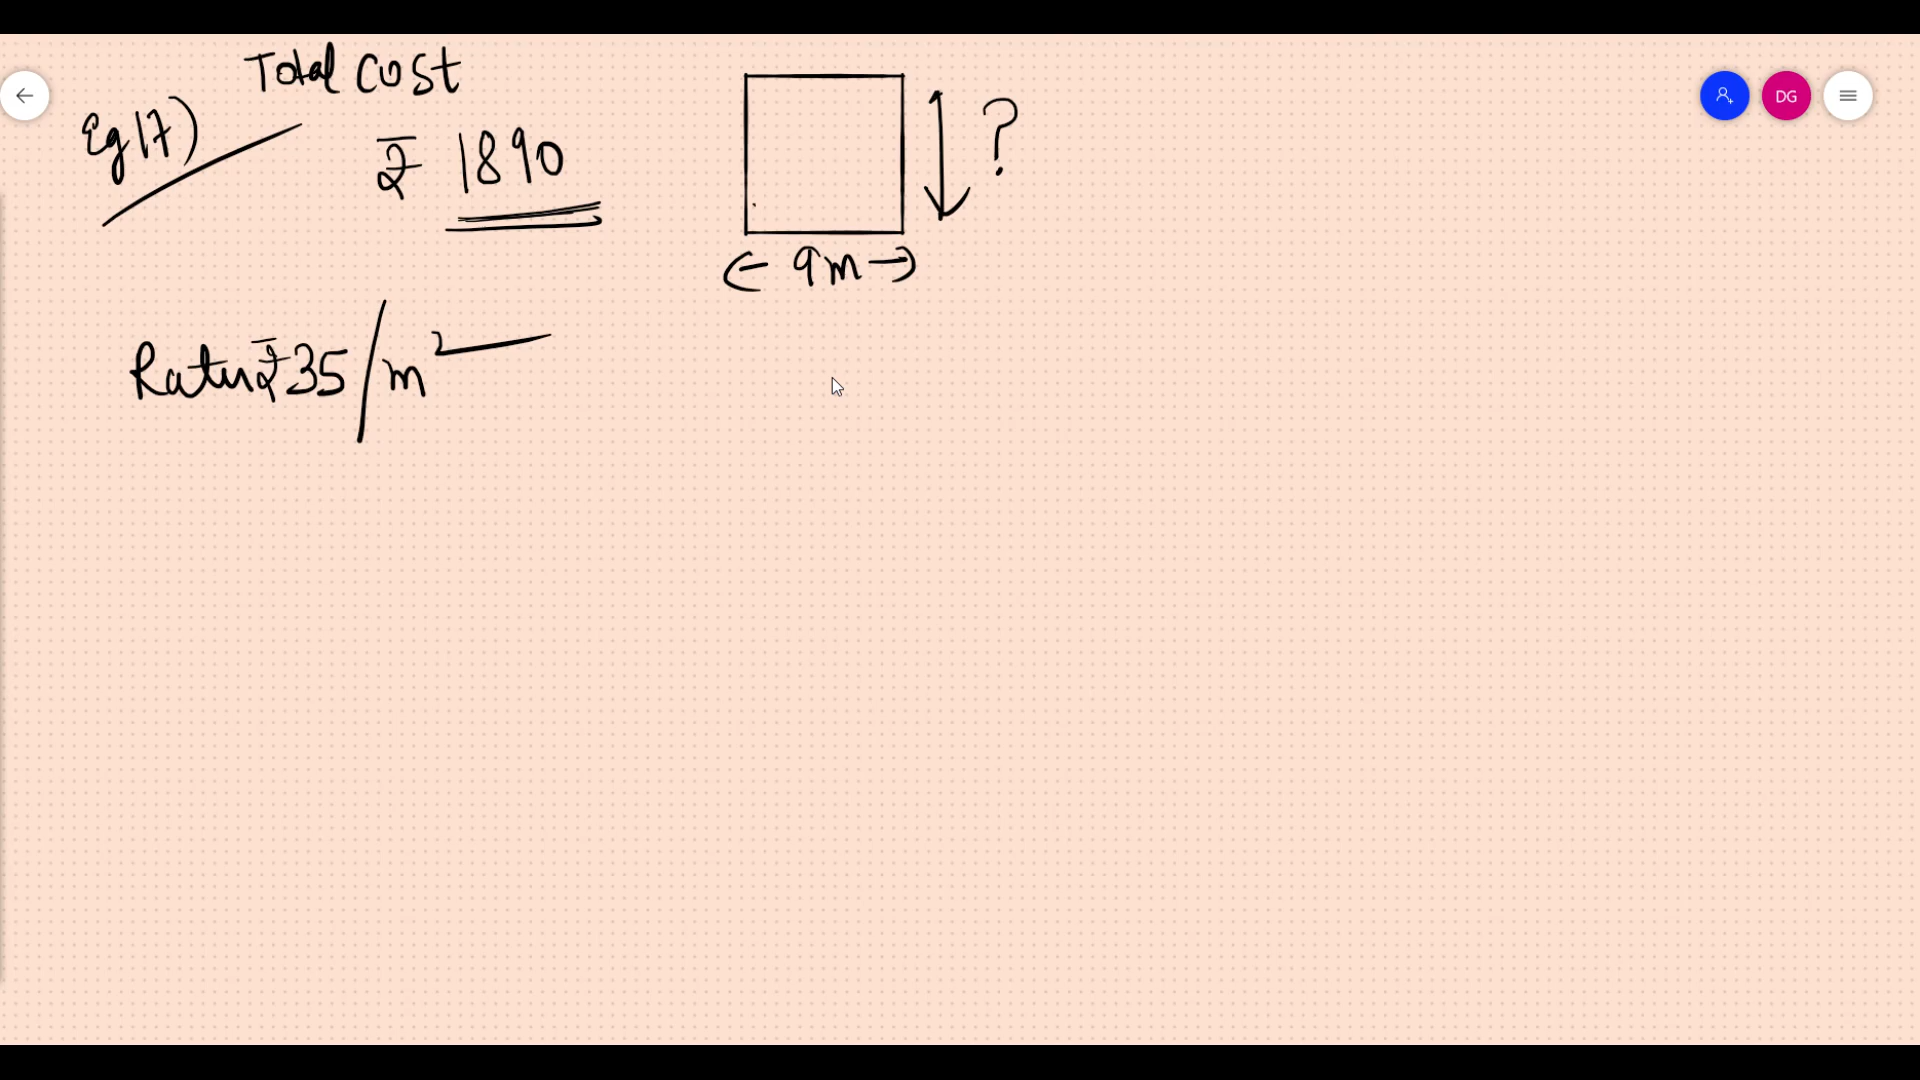 Total Cost
Eg 17)
₹ 1890
?
9m
Rate ₹ 35/m²
DG